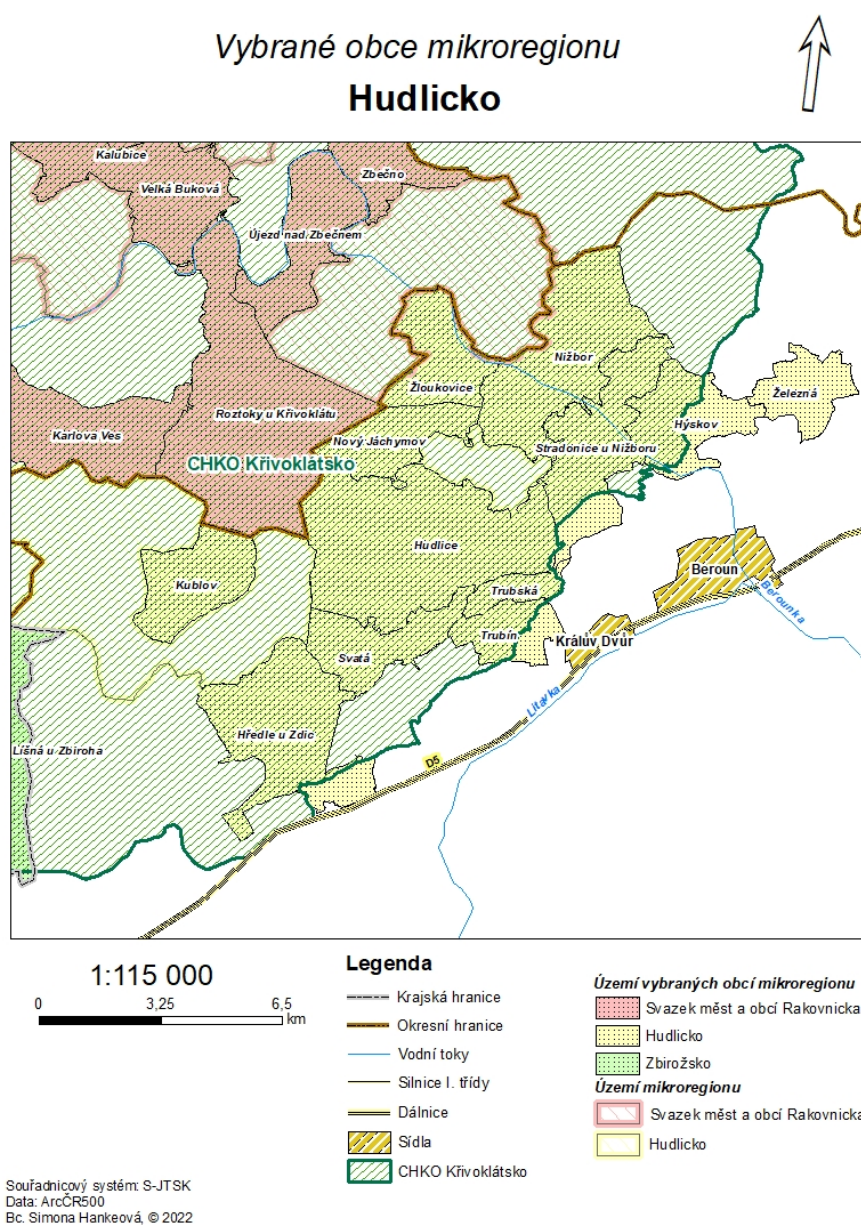 Vybrané obce mikroregionu
Hudlicko
Kalubice
Zbečno
Velká Buková
Újezd nad Zbečnem
Nižbor
Žloukovice
Železná
Roztoky u Křivoklátu
Hýskov
Karlova Ves
Nový Jáchymov
Stradonice u Nižboru
CHKO Křivoklátsko
Hudlice
Beroun
Kublov
Trubská
Berounka
Trubín
Králův Dvůr
Svatá
Litavka
Hředle u Zdic
Líšná u Zbiroha
D5
1:115 000
0 3,25 6,5
km
Legenda
Krajská hranice
Okresní hranice
Vodní toky
Silnice I. třídy
Dálnice
Sídla
CHKO Křivoklátsko
Území vybraných obcí mikroregionu
Svazek měst a obcí Rakovnicka
Hudlicko
Zbirožsko
Území mikroregionu
Svazek měst a obcí Rakovnicka
Hudlicko
Souřadnicový systém: S-JTSK
Data: ArcČR500
Bc. Simona Hankeová, © 2022